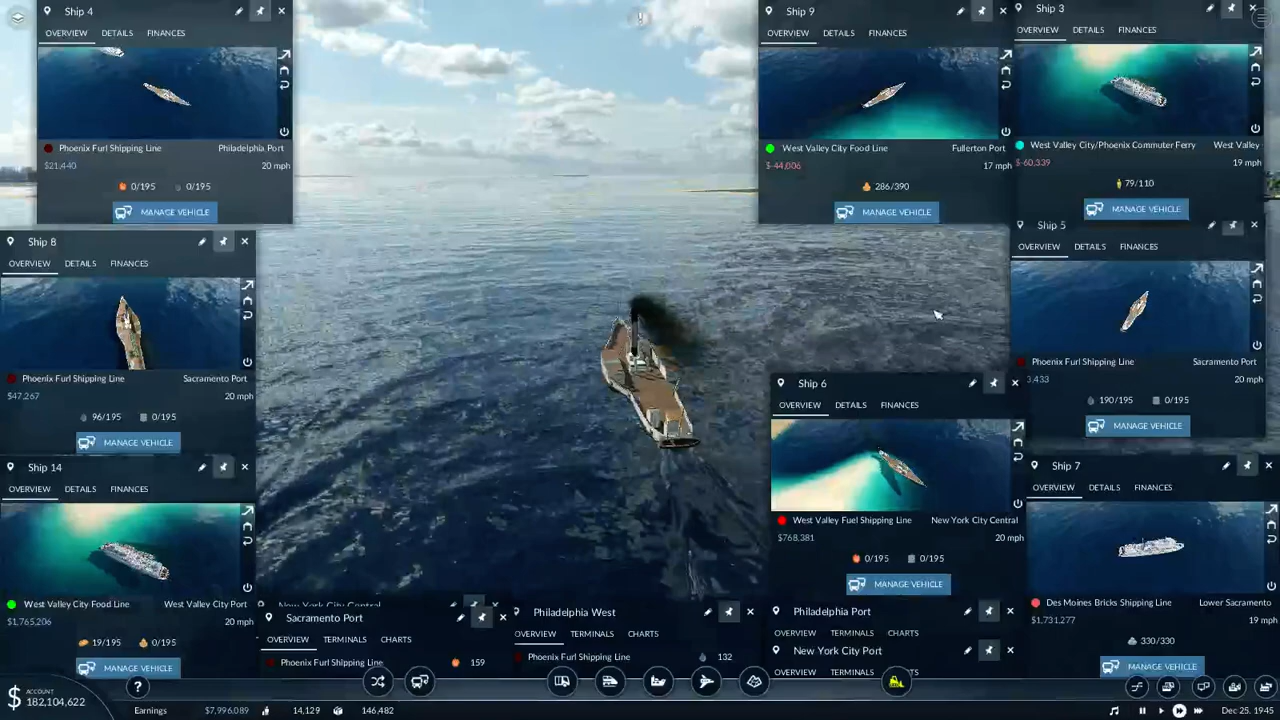 Ship 4
OVERVIEW DETAILS FINANCES
Phoenix Furl Shipping Line Philadelphia Port
$21,440 20 mph
0/195 0/195
MANAGE VEHICLE
Ship 9
OVERVIEW DETAILS FINANCES
West Valley City Food Line Fullerton Port
$-44,006 17 mph
286/390
MANAGE VEHICLE
Ship 3
OVERVIEW DETAILS FINANCES
West Valley City/Phoenix Commuter Ferry West Valley
$-60,339 19 mph
79/110
MANAGE VEHICLE
Ship 8
OVERVIEW DETAILS FINANCES
Phoenix Furl Shipping Line Sacramento Port
$47,267 20 mph
96/195 0/195
MANAGE VEHICLE
Ship 5
OVERVIEW DETAILS FINANCES
Phoenix Furl Shipping Line Sacramento Port
3,433 20 mph
190/195 0/195
MANAGE VEHICLE
Ship 6
OVERVIEW DETAILS FINANCES
West Valley Fuel Shipping Line New York City Central
$768,381 20 mph
0/195 0/195
MANAGE VEHICLE
Ship 14
OVERVIEW DETAILS FINANCES
West Valley City Food Line West Valley City Port
$1,765,206 20 mph
19/195 0/195
MANAGE VEHICLE
Ship 7
OVERVIEW DETAILS FINANCES
Des Moines Bricks Shipping Line Lower Sacramento
$1,731,277 19 mph
330/330
MANAGE VEHICLE
New York City Central
Sacramento Port
OVERVIEW TERMINALS CHARTS
Phoenix Furl Shipping Line 159
Philadelphia West
OVERVIEW TERMINALS CHARTS
Phoenix Furl Shipping Line 132
Philadelphia Port
OVERVIEW TERMINALS CHARTS
New York City Port
OVERVIEW TERMINALS CHARTS
$ ACCOUNT
182,104,622
?
Earnings $7,996,089 14,129 146,482 Dec 25. 1945